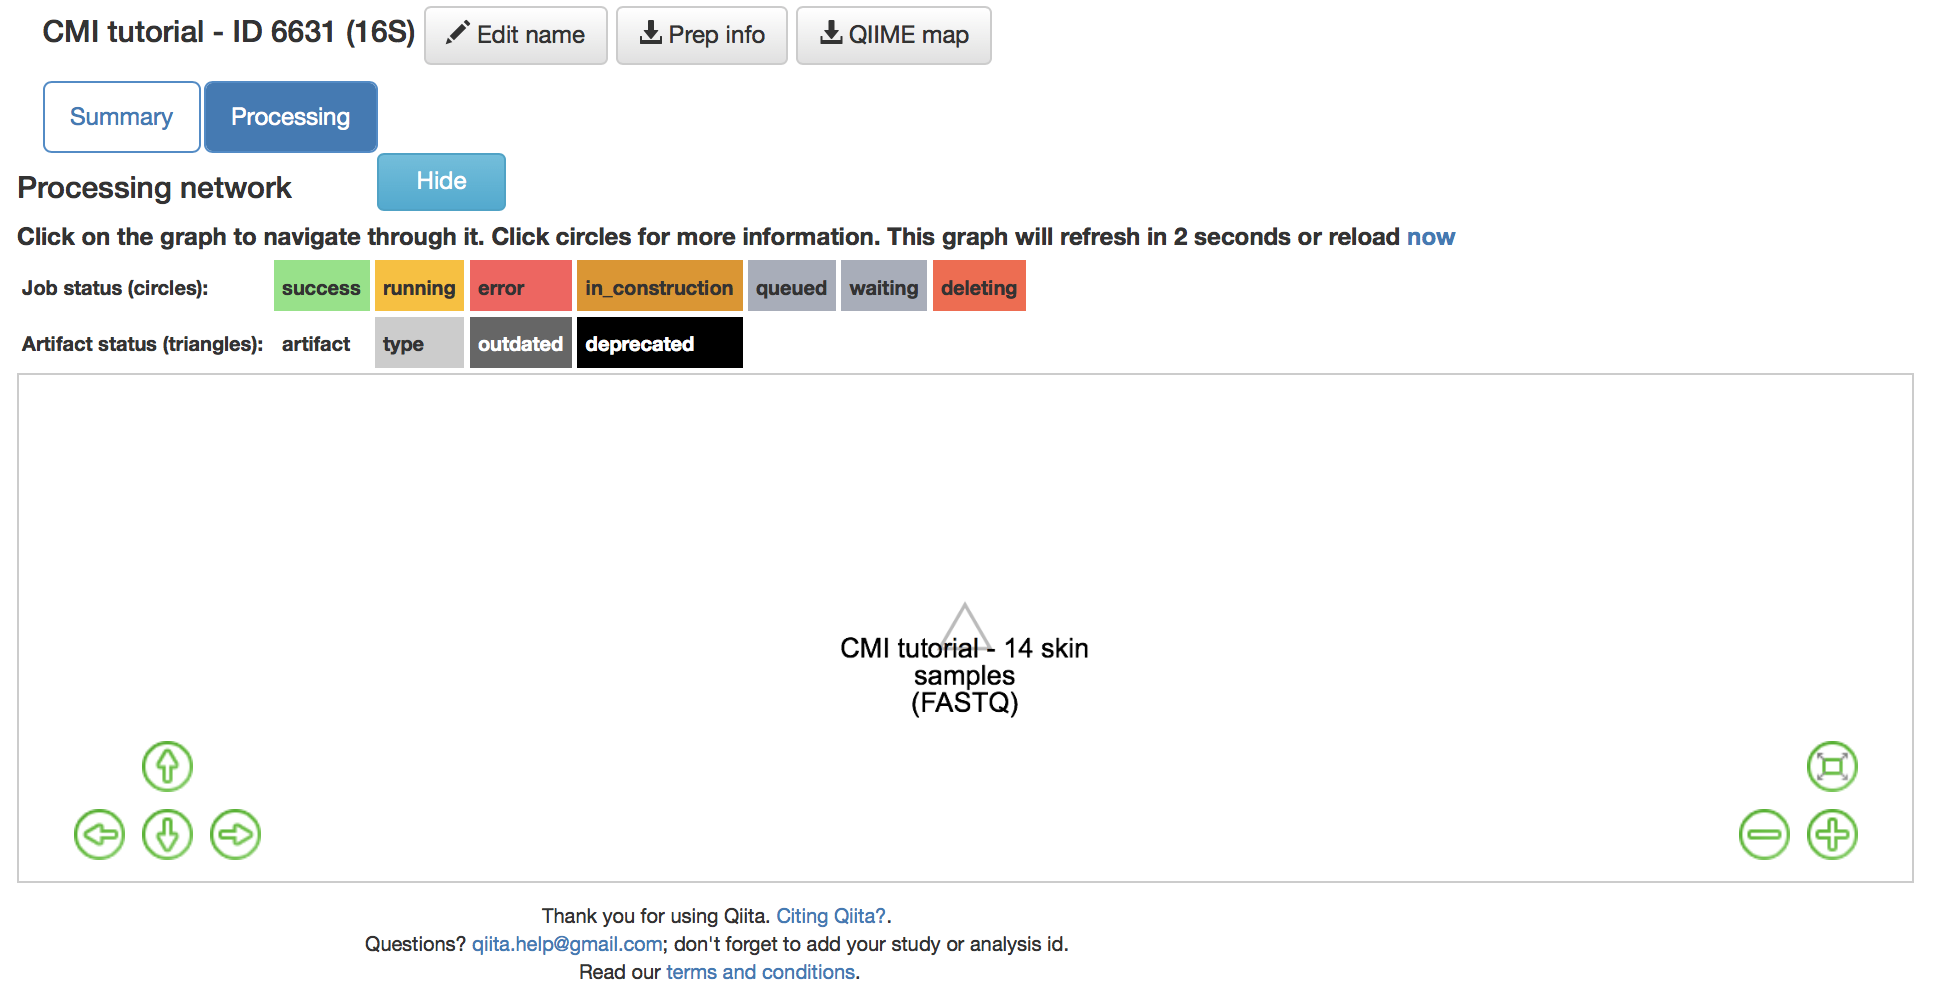 CMI tutorial - ID 6631 (16S) Edit name Prep info QIIME map
Summary Processing
Processing network Hide
Click on the graph to navigate through it. Click circles for more information. This graph will refresh in 2 seconds or reload now
Job status (circles): success running error in_construction queued waiting deleting
Artifact status (triangles): artifact type outdated deprecated
CMI tutorial - 14 skin
samples
(FASTQ)
Thank you for using Qiita. Citing Qiita?.
Questions? qiita.help@gmail.com; don't forget to add your study or analysis id.
Read our terms and conditions.